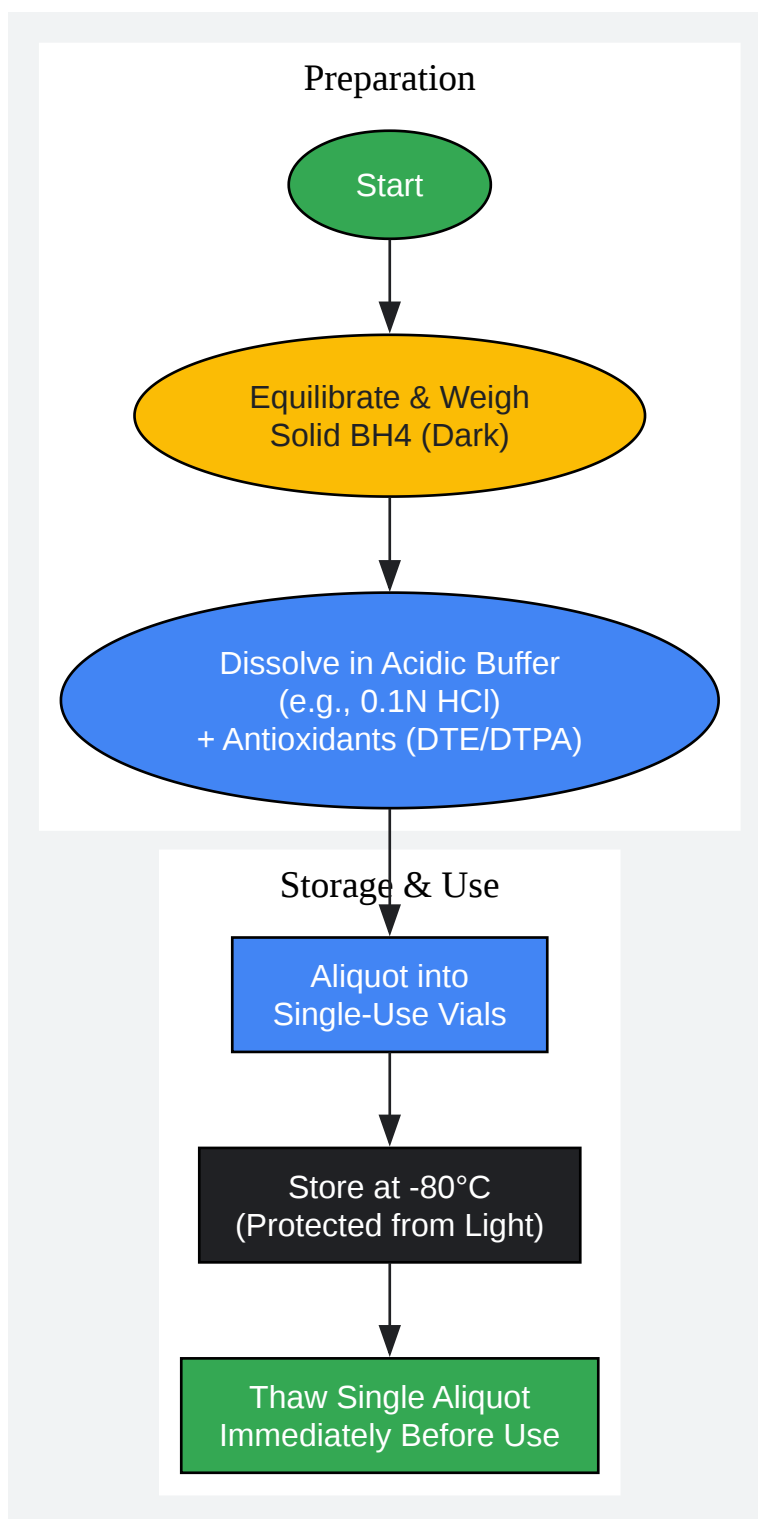 Preparation
Start
Equilibrate & Weigh
Solid BH4 (Dark)
Dissolve in Acidic Buffer
(e.g., 0.1N HCl)
+ Antioxidants (DTE/DTPA)
Storage & Use
Aliquot into
Single-Use Vials
Store at -80°C
(Protected from Light)
Thaw Single Aliquot
Immediately Before Use